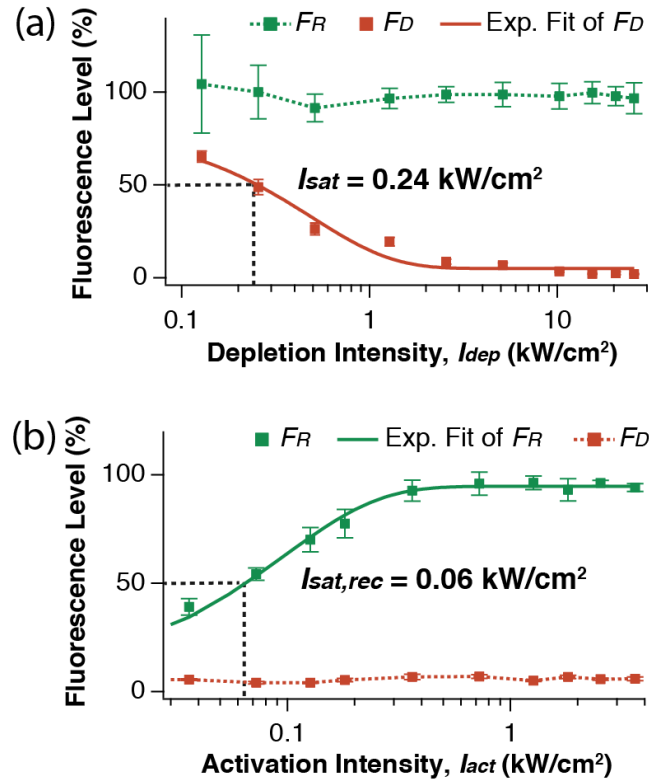 (a)
FR FD Exp. Fit of FD
Fluorescence Level (%)
100
50
0
Isat = 0.24 kW/cm²
0.1 1 10
Depletion Intensity, Idep (kW/cm²)
(b)
FR Exp. Fit of FR FD
Fluorescence Level (%)
100
50
0
Isat,rec = 0.06 kW/cm²
0.1 1
Activation Intensity, Iact (kW/cm²)